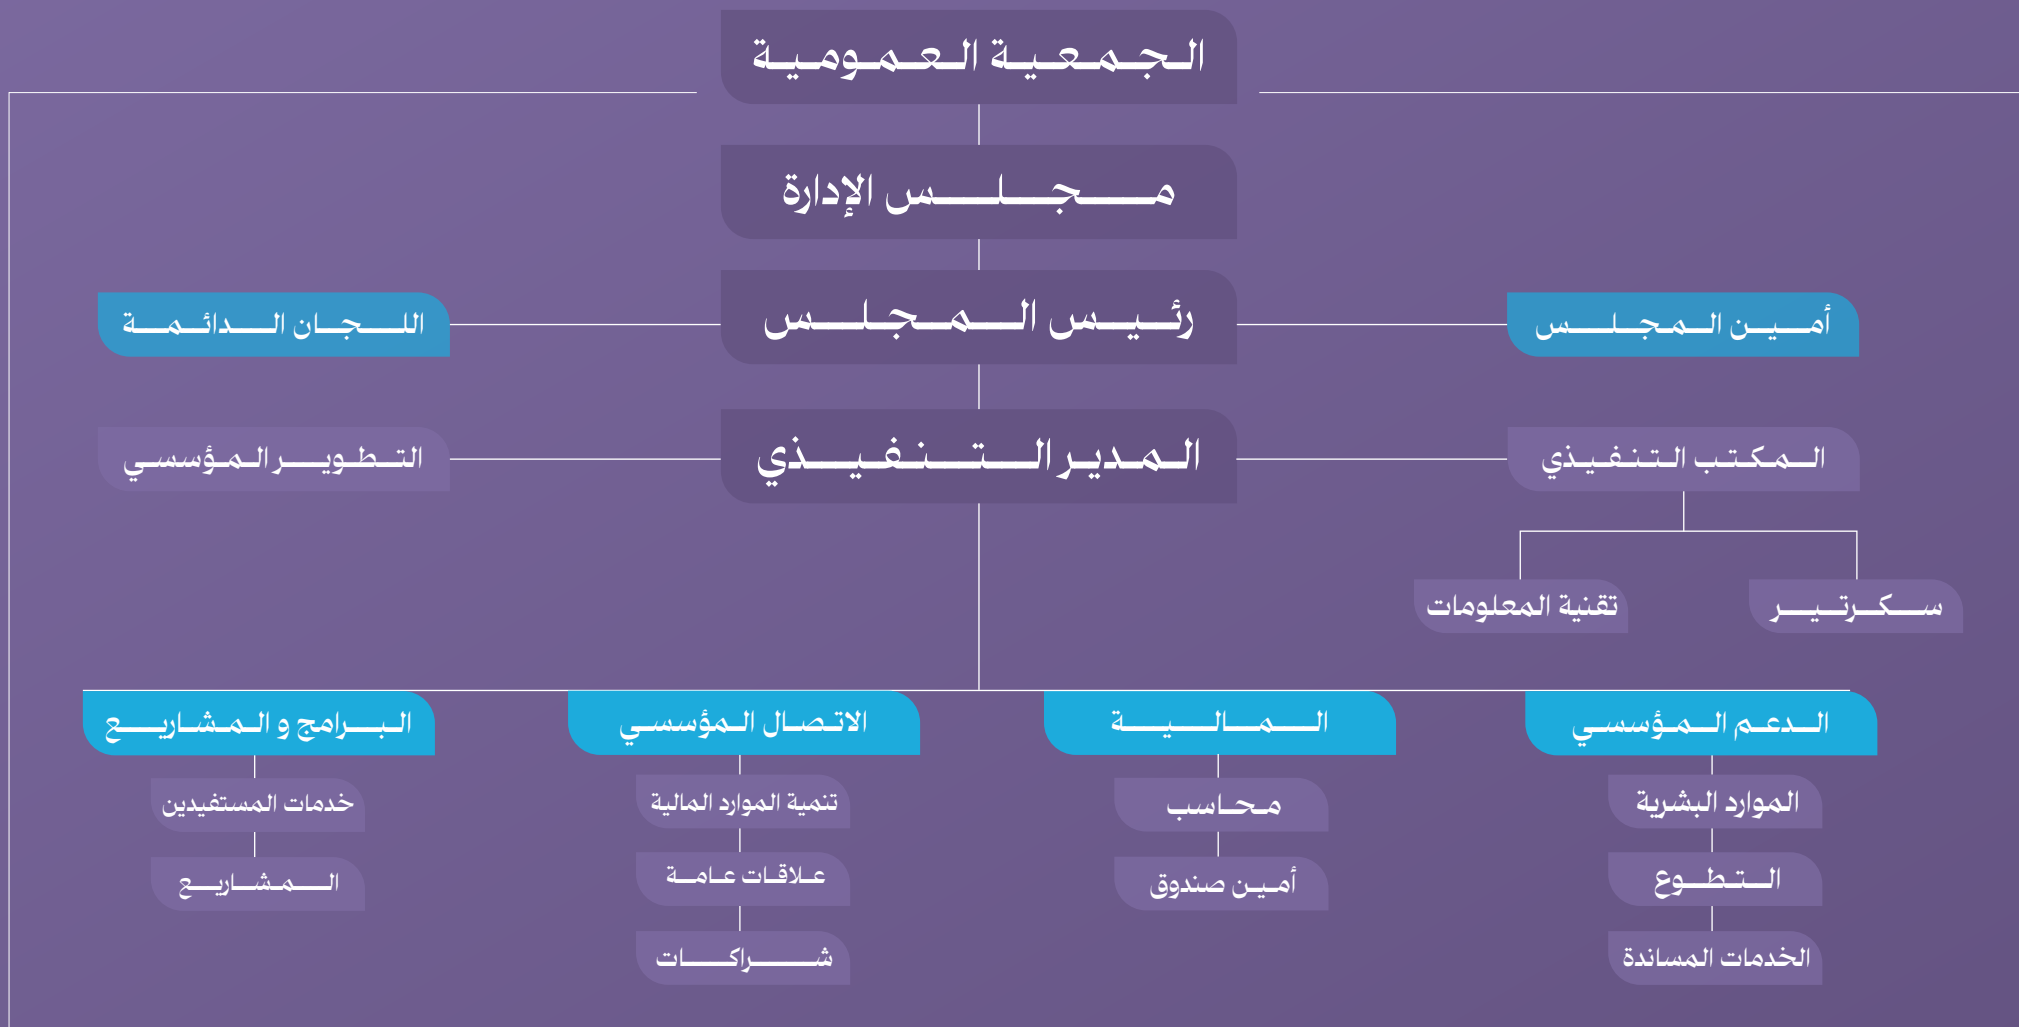 الجمعية العمومية
مجلس الإدارة
رئيس المجلس
أمين المجلس
اللجان الدائمة
المدير التنفيذي
المكتب التنفيذي
التطوير المؤسسي
سكرتير
تقنية المعلومات
الدعم المؤسسي
الموارد البشرية
التطوع
الخدمات المساندة
المالية
محاسب
أمين صندوق
الاتصال المؤسسي
تنمية الموارد المالية
علاقات عامة
شراكات
البرامج و المشاريع
خدمات المستفيدين
المشاريع